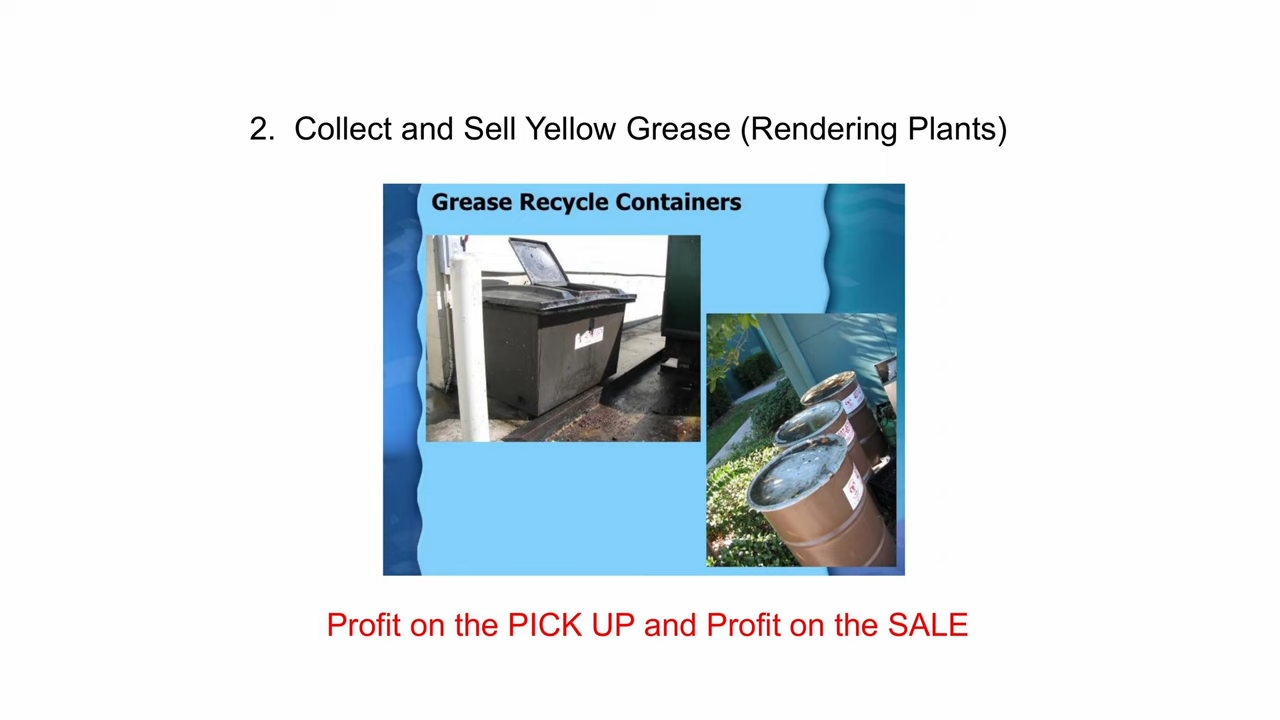 2. Collect and Sell Yellow Grease (Rendering Plants)
Grease Recycle Containers
Profit on the PICK UP and Profit on the SALE